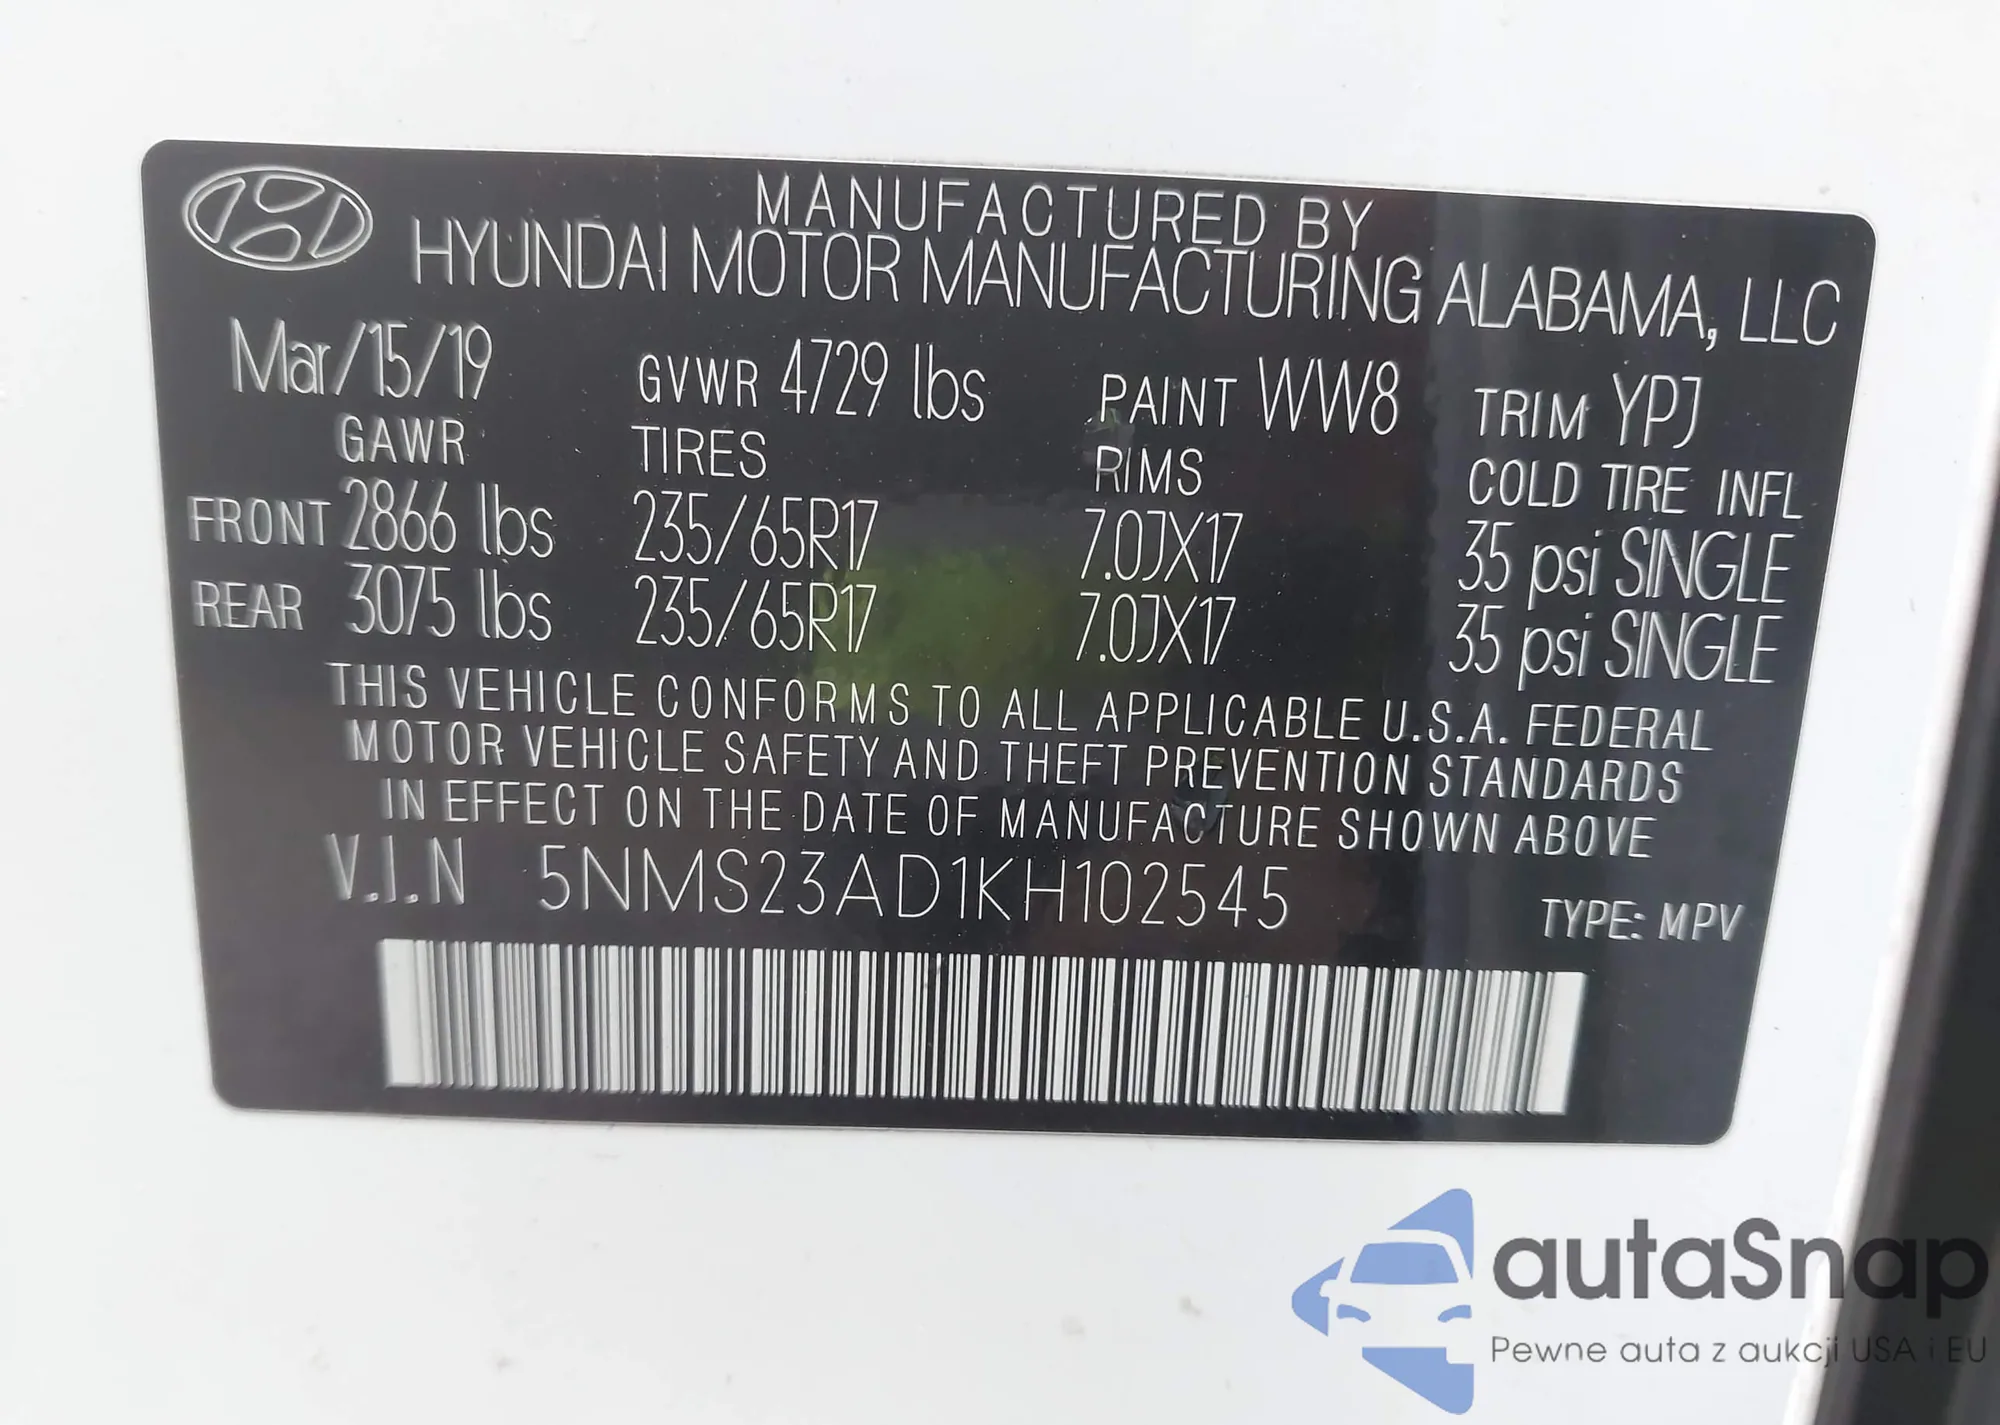 MANUFACTURED BY
HYUNDAI MOTOR MANUFACTURING ALABAMA, LLC
Mar/15/19 GVWR 4729 lbs PAINT WW8 TRIM YPJ
GAWR TIRES RIMS COLD TIRE INFL
FRONT 2866 lbs 235/65R17 7.0JX17 35 psi SINGLE
REAR 3075 lbs 235/65R17 7.0JX17 35 psi SINGLE
THIS VEHICLE CONFORMS TO ALL APPLICABLE U.S.A. FEDERAL
MOTOR VEHICLE SAFETY AND THEFT PREVENTION STANDARDS
IN EFFECT ON THE DATE OF MANUFACTURE SHOWN ABOVE
V.I.N 5NMS23AD1KH102545
TYPE: MPV
autaSnap
Pewne auta z aukcji USA i EU